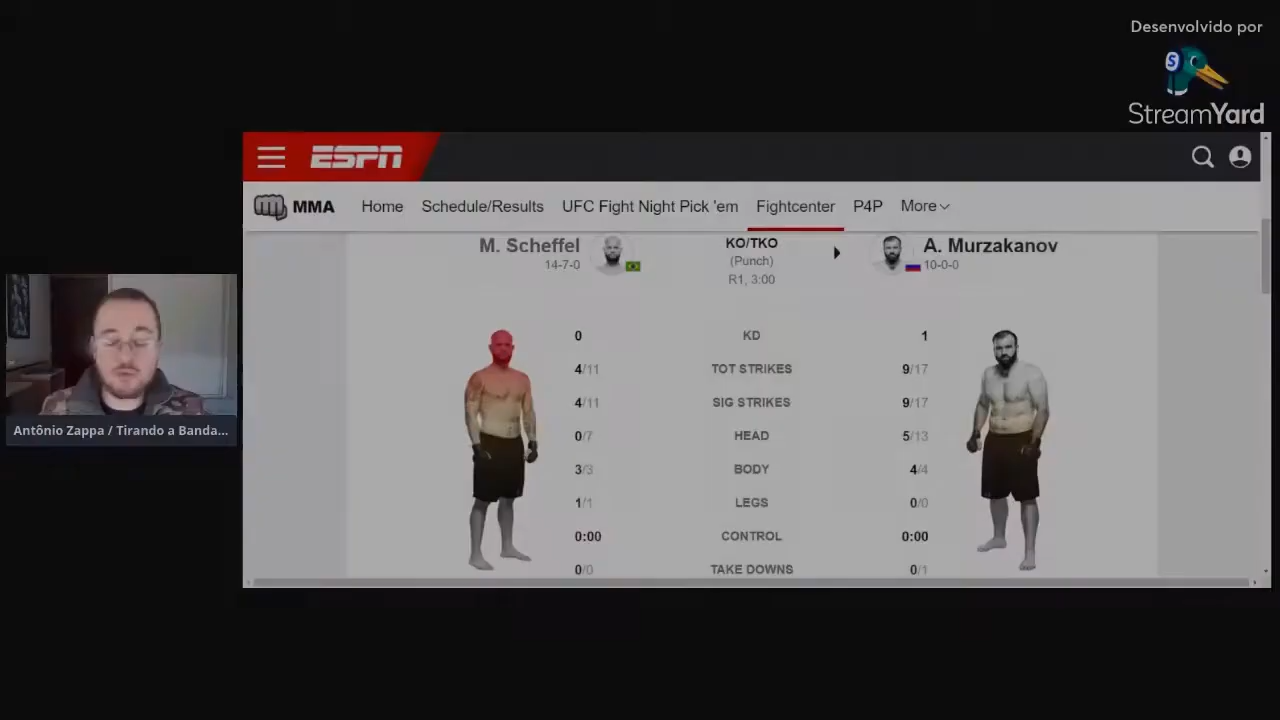 Desenvolvido por
StreamYard
ESPN
MMA Home Schedule/Results UFC Fight Night Pick 'em Fightcenter P4P More
M. Scheffel KO/TKO A. Murzakanov
14-7-0 (Punch) 10-0-0
R1, 3:00
0 KD 1
4/11 TOT STRIKES 9/17
4/11 SIG STRIKES 9/17
0/7 HEAD 5/13
3/3 BODY 4/4
1/1 LEGS 0/0
0:00 CONTROL 0:00
0/0 TAKE DOWNS 0/1
Antônio Zappa / Tirando a Banda...